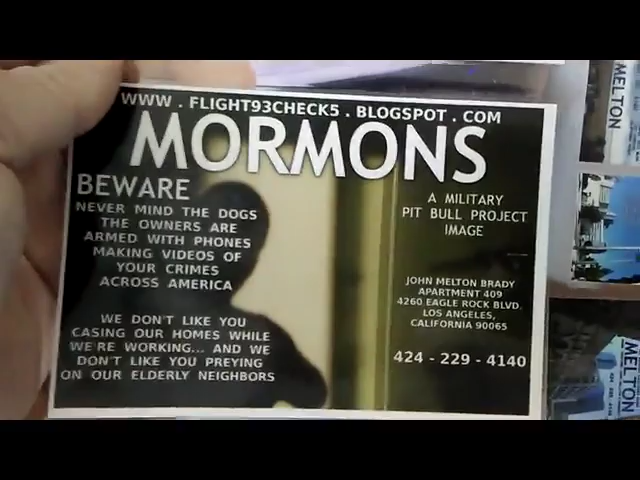 WWW . FLIGHT93CHECK5 . BLOGSPOT . COM
MORMONS
BEWARE
NEVER MIND THE DOGS
THE OWNERS ARE
ARMED WITH PHONES
MAKING VIDEOS OF
YOUR CRIMES
ACROSS AMERICA
WE DON'T LIKE YOU
CASING OUR HOMES WHILE
WE'RE WORKING... AND WE
DON'T LIKE YOU PREYING
ON OUR ELDERLY NEIGHBORS
A MILITARY
PIT BULL PROJECT
IMAGE
JOHN MELTON BRADY
APARTMENT 409
4260 EAGLE ROCK BLVD.
LOS ANGELES,
CALIFORNIA 90065
424 - 229 - 4140
MELTON
MELTON